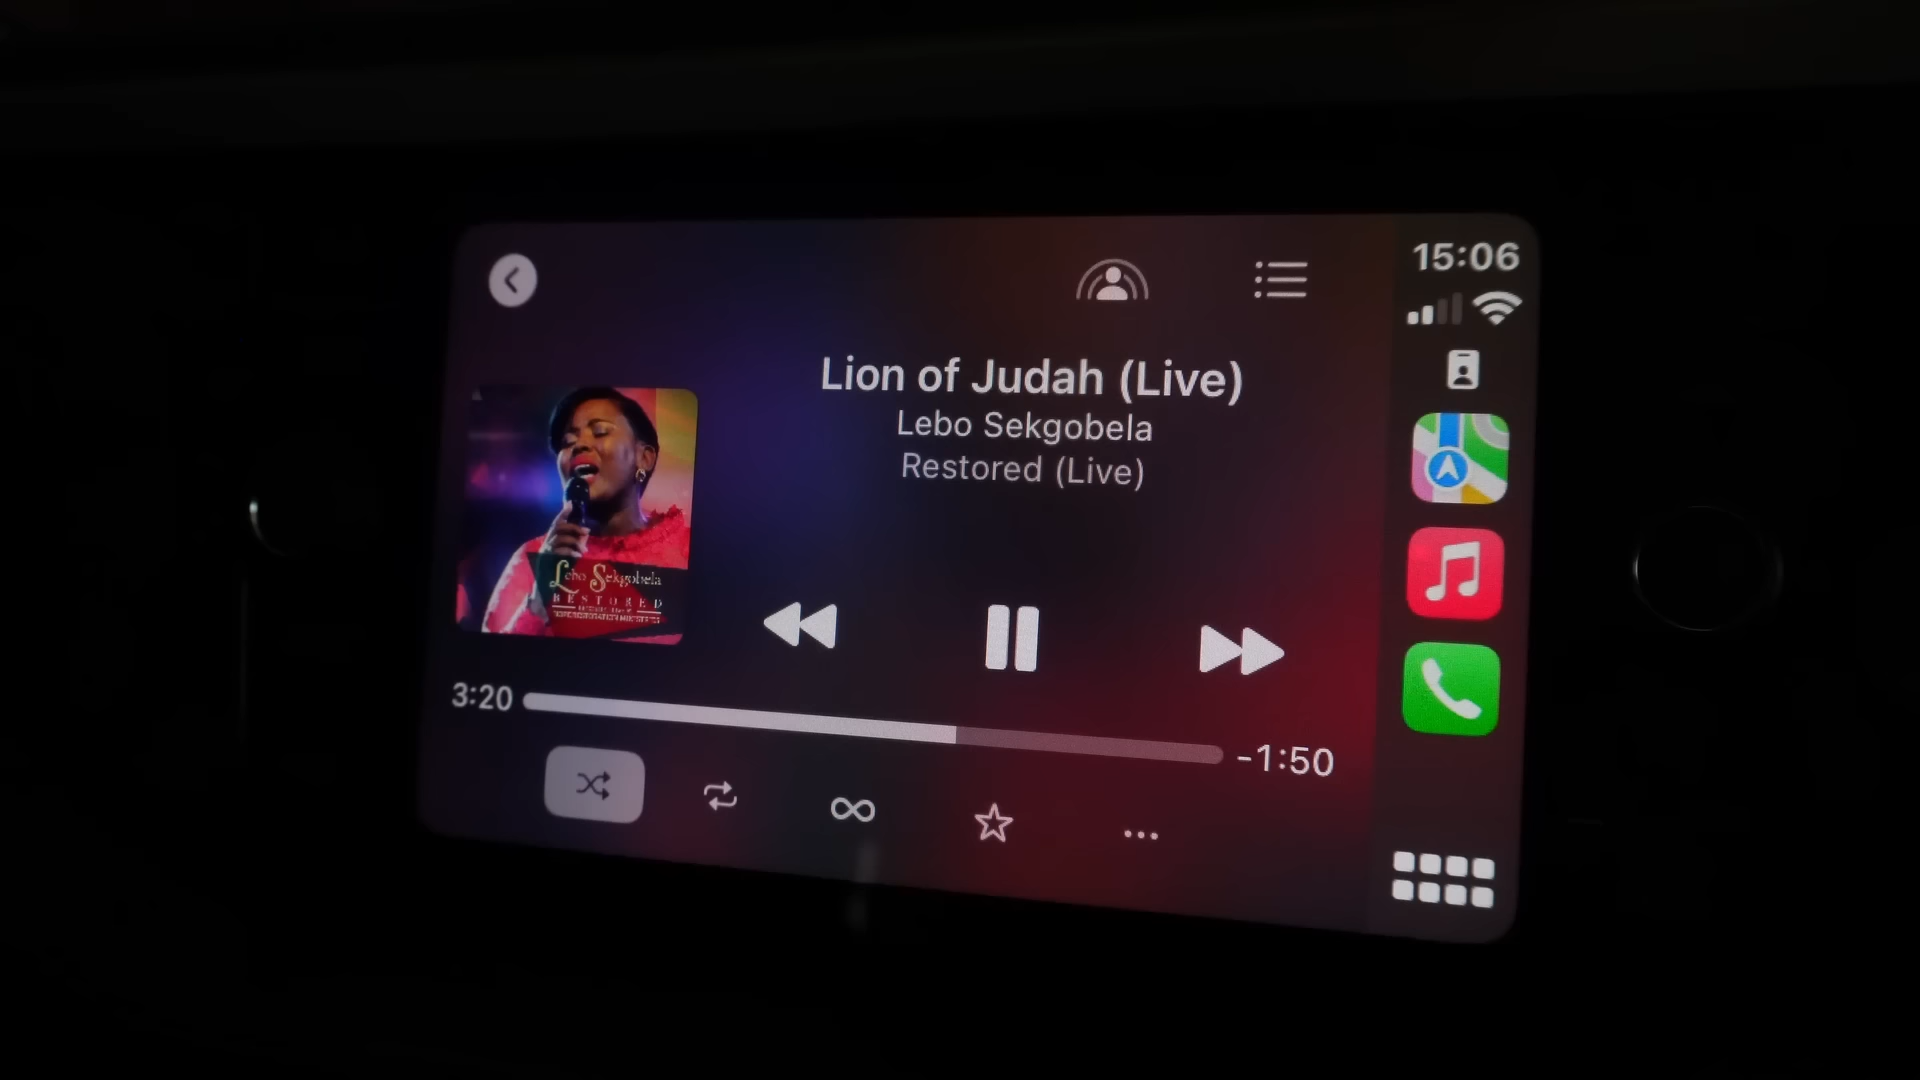 15:06
Lion of Judah (Live)
Lebo Sekgobela
Restored (Live)
Lebo Sekgobela
RESTORED
3:20
-1:50